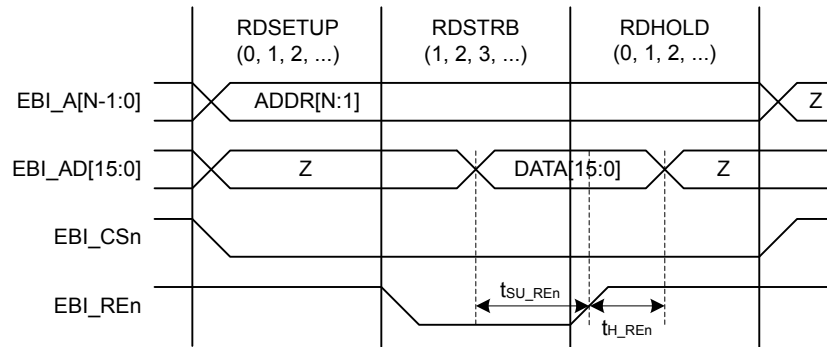 RDSETUP RDSTRB RDHOLD
(0, 1, 2, ...) (1, 2, 3, ...) (0, 1, 2, ...)
EBI_A[N-1:0] ADDR[N:1] Z
EBI_AD[15:0] Z DATA[15:0] Z
EBI_CSn
EBI_REn tSU_REn
tH_REn